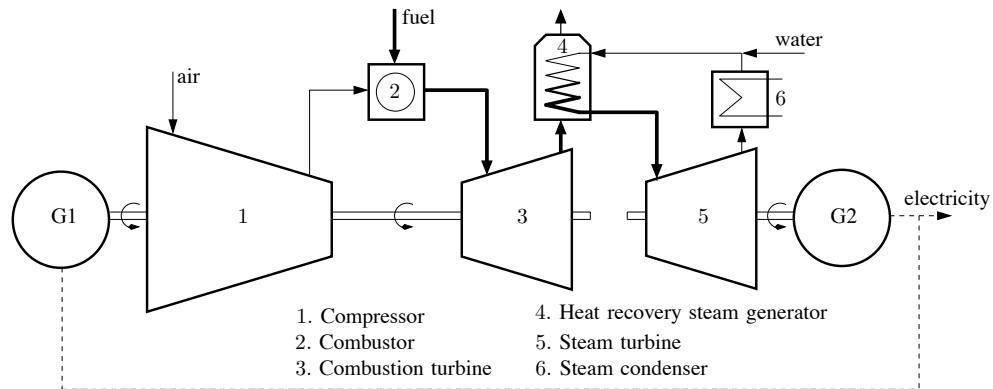 fuel
air
water
2
4
6
G1
1
3
5
G2
electricity
1. Compressor
2. Combustor
3. Combustion turbine
4. Heat recovery steam generator
5. Steam turbine
6. Steam condenser